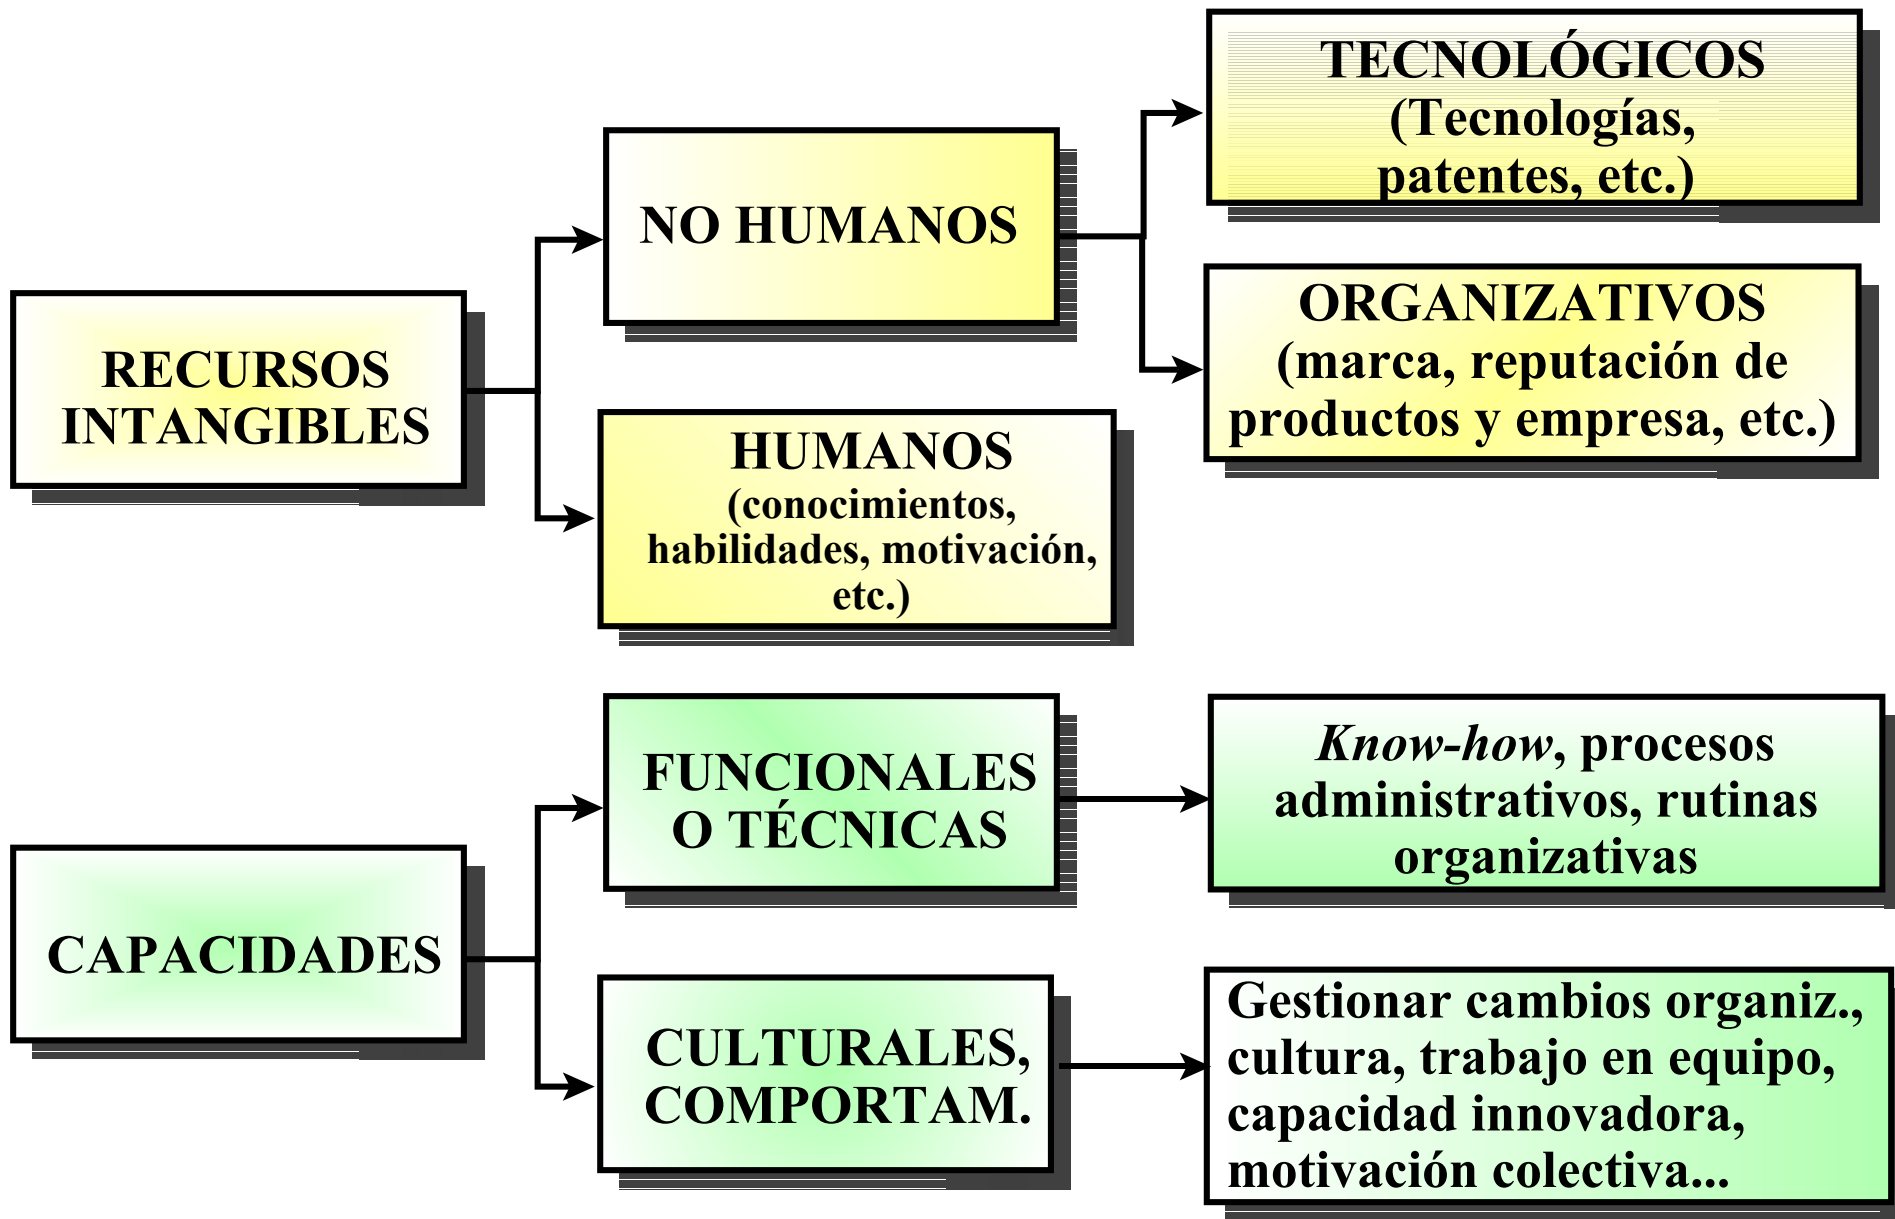 TECNOLÓGICOS
(Tecnologías,
patentes, etc.)
NO HUMANOS
ORGANIZATIVOS
(marca, reputación de
productos y empresa, etc.)
RECURSOS
INTANGIBLES
HUMANOS
(conocimientos,
habilidades, motivación,
etc.)
FUNCIONALES
O TÉCNICAS
Know-how, procesos
administrativos, rutinas
organizativas
CAPACIDADES
CULTURALES,
COMPORTAM.
Gestionar cambios organiz.,
cultura, trabajo en equipo,
capacidad innovadora,
motivación colectiva...